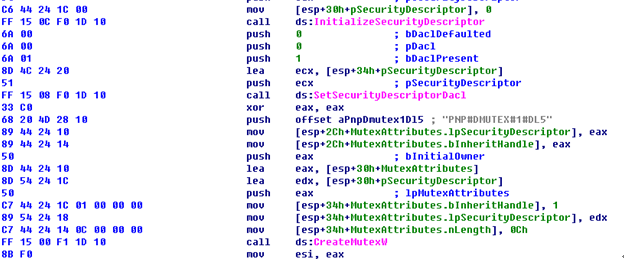 C6 44 24 1C 00 mov [esp+30h+pSecurityDescriptor], 0
FF 15 0C F0 1D 10 call ds:InitializeSecurityDescriptor
6A 00 push 0 ; bDaclDefaulted
6A 00 push 0 ; pDacl
6A 01 push 1 ; bDaclPresent
8D 4C 24 20 lea ecx, [esp+34h+pSecurityDescriptor]
51 push ecx ; pSecurityDescriptor
FF 15 08 F0 1D 10 call ds:SetSecurityDescriptorDacl
33 C0 xor eax, eax
68 20 4D 28 10 push offset aPnpDmutex1Dl5 ; "PNP#DMUTEX#1#DL5"
89 44 24 10 mov [esp+2Ch+MutexAttributes.lpSecurityDescriptor], eax
89 44 24 14 mov [esp+2Ch+MutexAttributes.bInheritHandle], eax
50 push eax ; bInitialOwner
8D 44 24 10 lea eax, [esp+30h+MutexAttributes]
8D 54 24 1C lea edx, [esp+30h+pSecurityDescriptor]
50 push eax ; lpMutexAttributes
C7 44 24 1C 01 00 00 00 mov [esp+34h+MutexAttributes.bInheritHandle], 1
89 54 24 18 mov [esp+34h+MutexAttributes.lpSecurityDescriptor], edx
C7 44 24 14 0C 00 00 00 mov [esp+34h+MutexAttributes.nLength], 0Ch
FF 15 00 F1 1D 10 call ds:CreateMutexW
8B F0 mov esi, eax